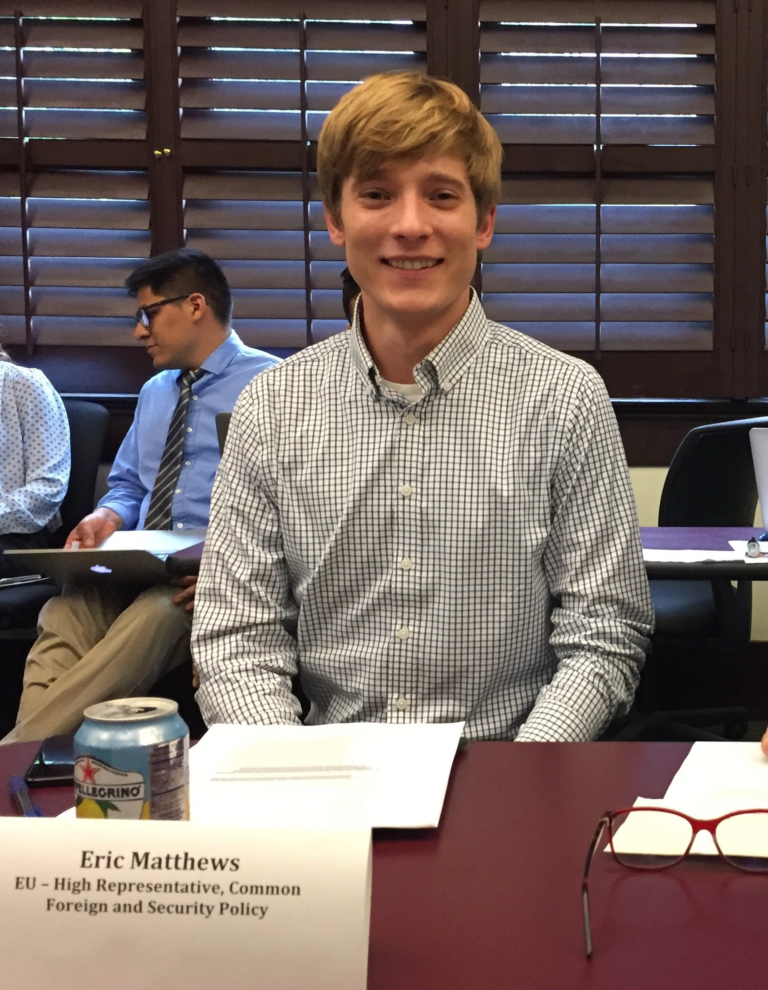 PELLEGRINO
Eric Matthews
EU – High Representative, Common
Foreign and Security Policy